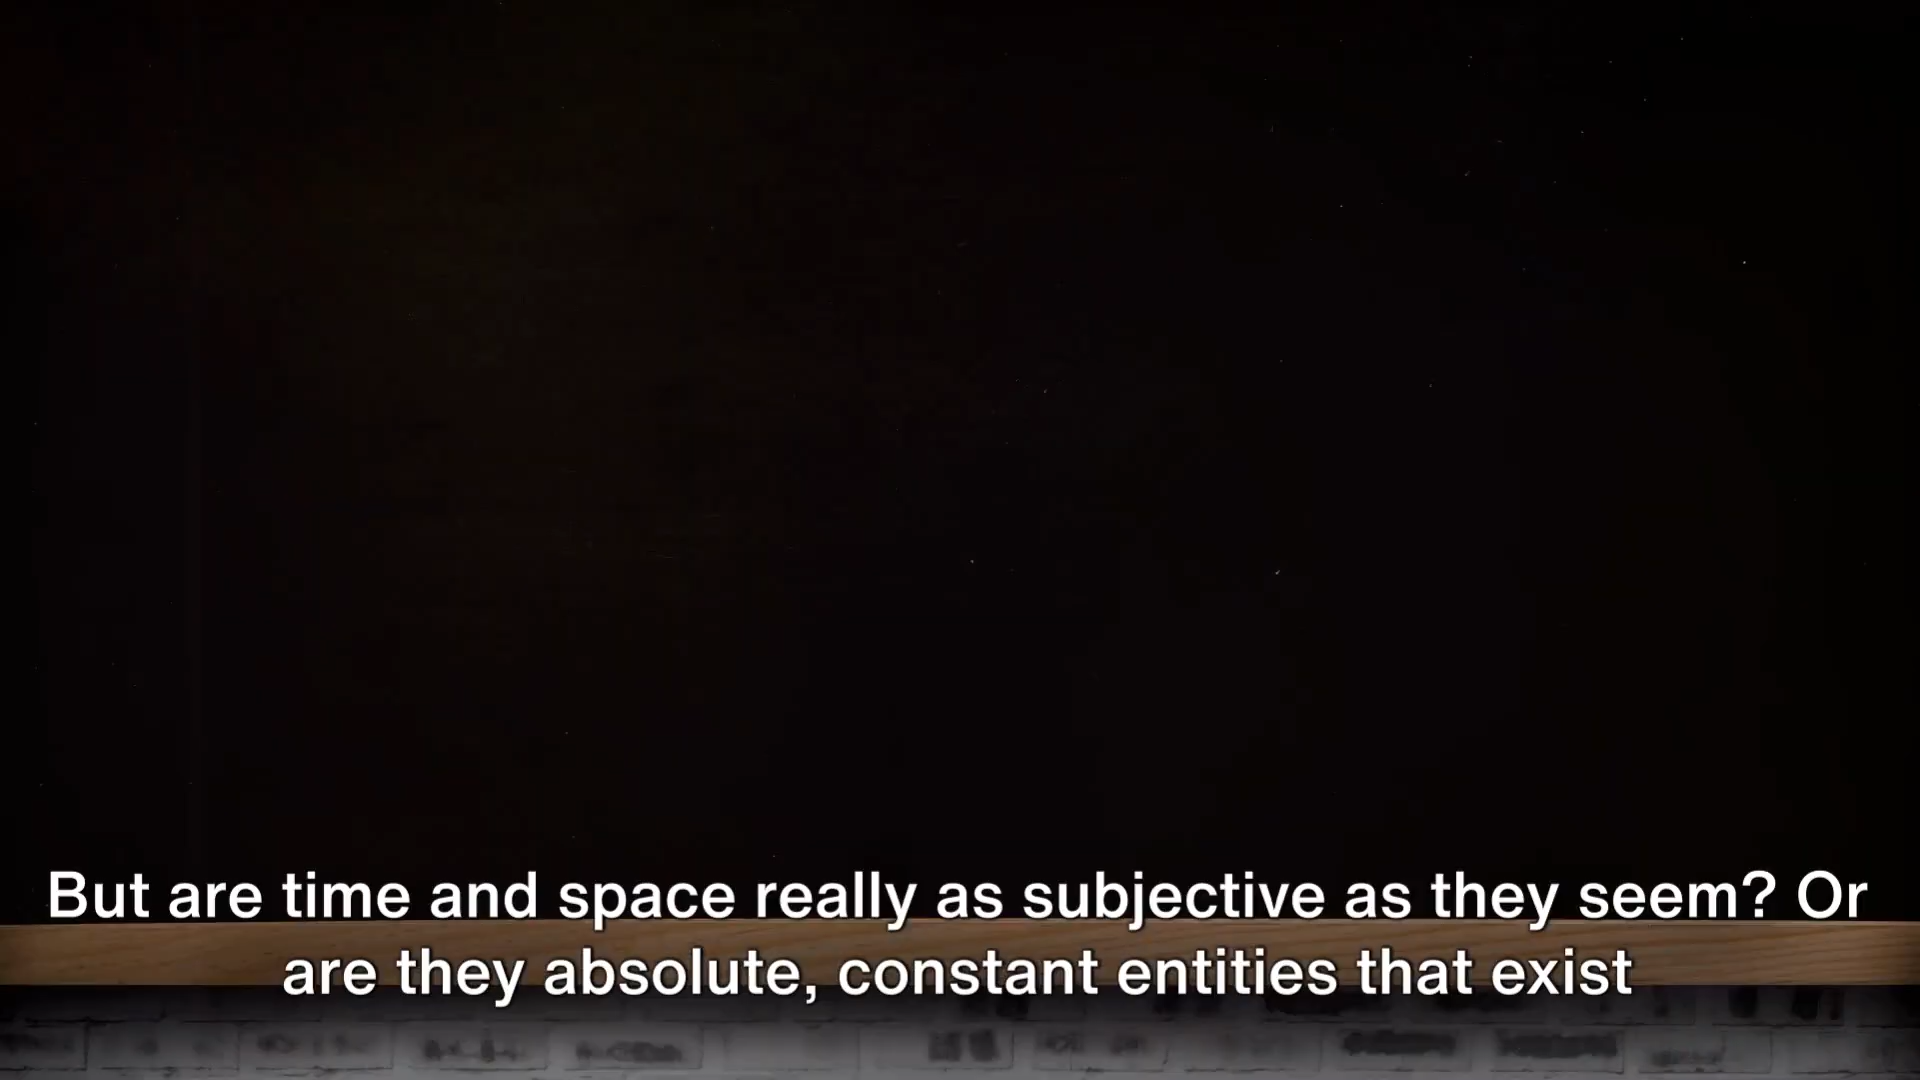 But are time and space really as subjective as they seem? Or
are they absolute, constant entities that exist